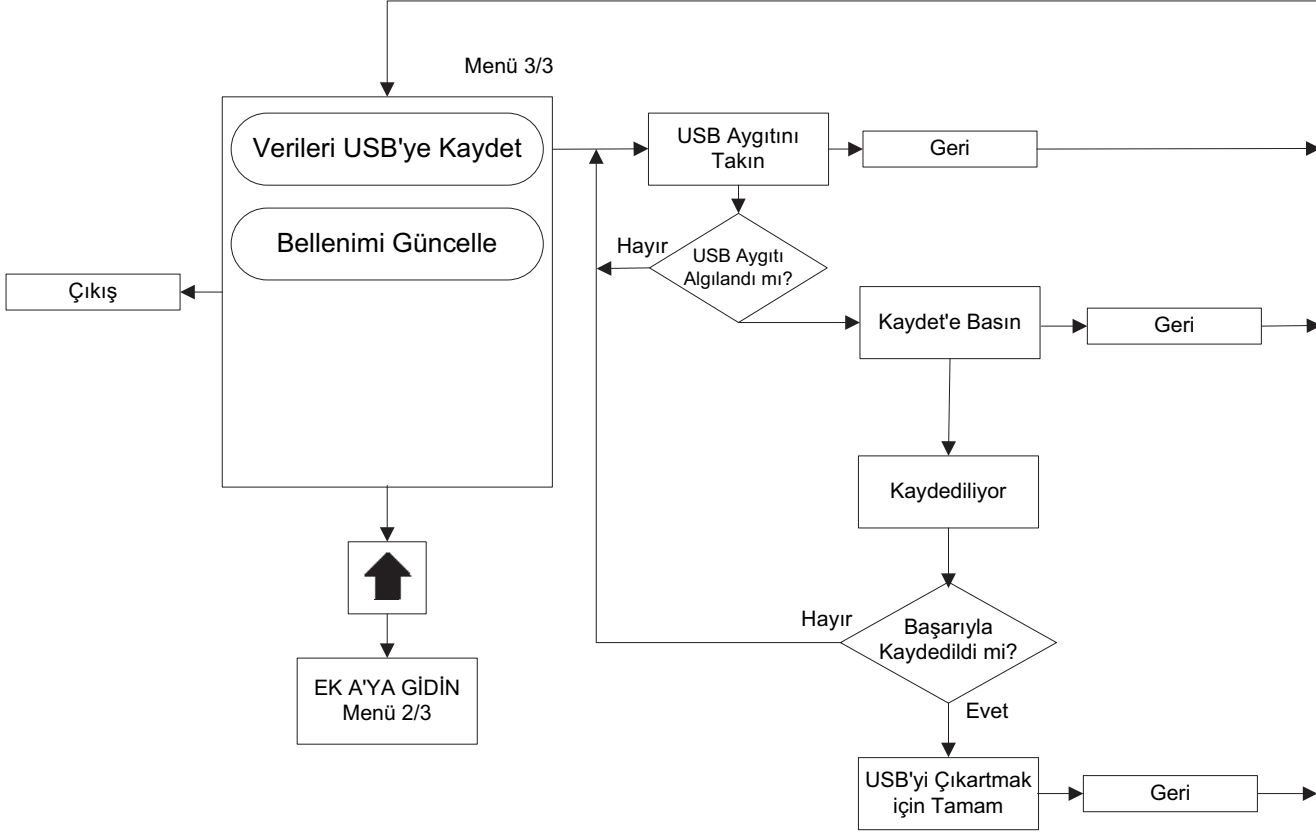 Menü 3/3
Verileri USB'ye Kaydet
USB Aygıtını
Takın
Geri
Bellenimi Güncelle
Hayır
USB Aygıtı
Algılandı mı?
Çıkış
Kaydet'e Basın
Geri
Kaydediliyor
Hayır
Başarıyla
Kaydedildi mi?
EK A'YA GİDİN
Menü 2/3
Evet
USB'yi Çıkartmak
için Tamam
Geri